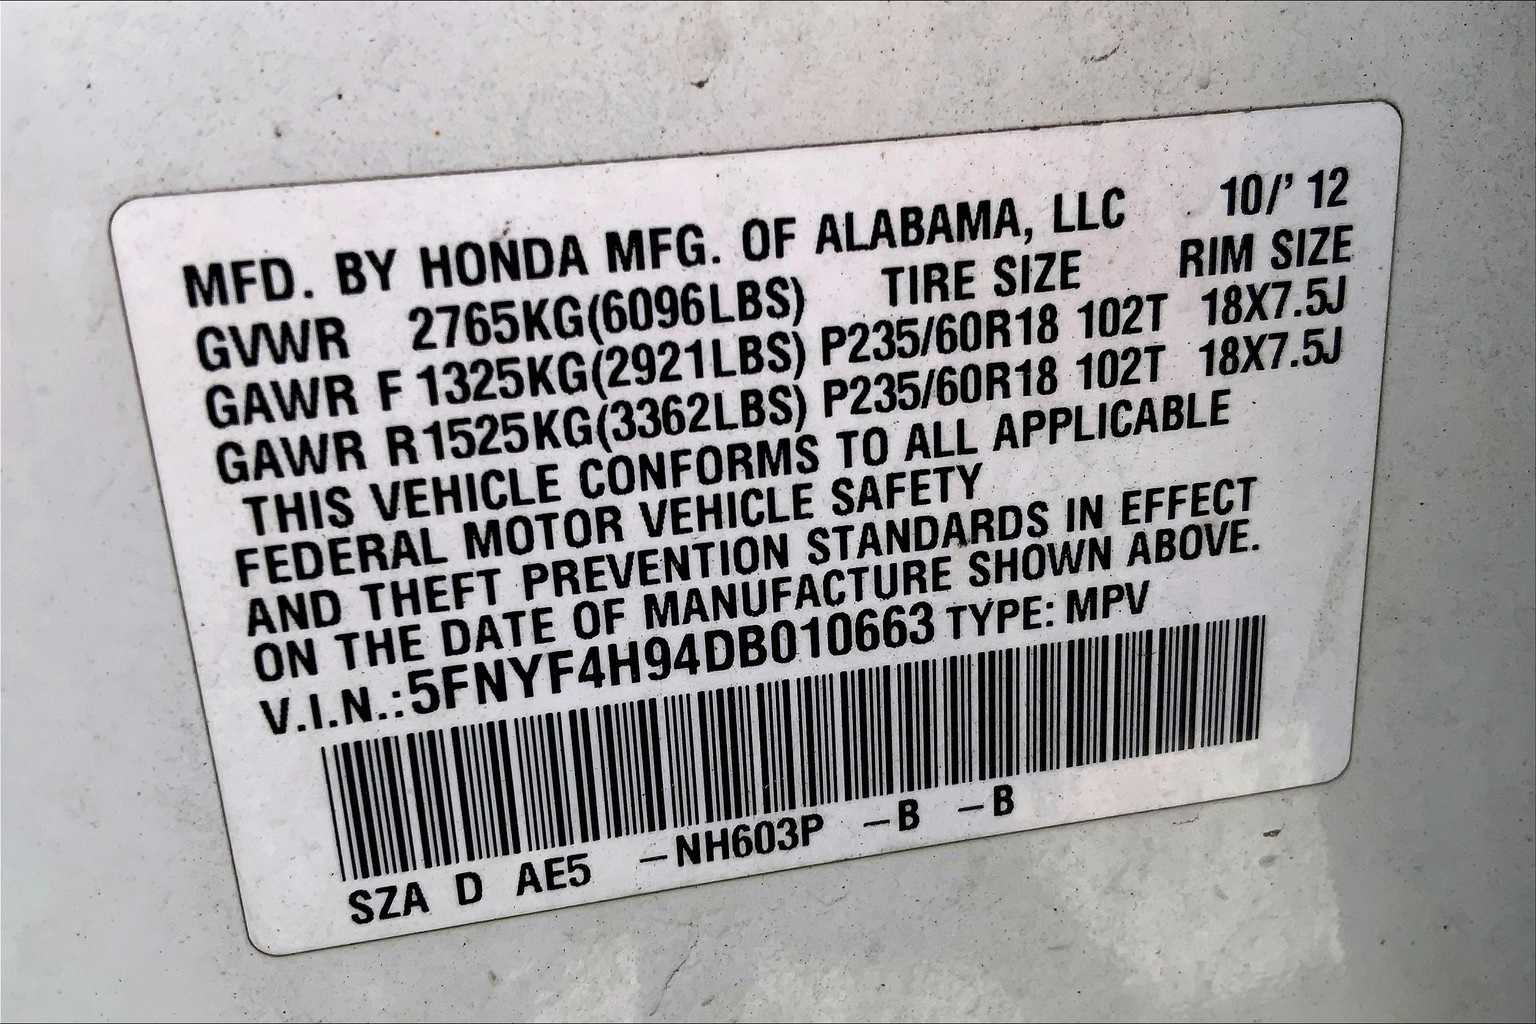 MFD. BY HONDA MFG. OF ALABAMA, LLC 10/' 12
GVWR 2765KG(6096LBS) TIRE SIZE RIM SIZE
GAWR F 1325KG(2921LBS) P235/60R18 102T 18X7.5J
GAWR R 1525KG(3362LBS) P235/60R18 102T 18X7.5J
THIS VEHICLE CONFORMS TO ALL APPLICABLE
FEDERAL MOTOR VEHICLE SAFETY
AND THEFT PREVENTION STANDARDS IN EFFECT
ON THE DATE OF MANUFACTURE SHOWN ABOVE.
V.I.N.:5FNYF4H94DB010663 TYPE: MPV
SZA D AE5 –NH603P –B –B